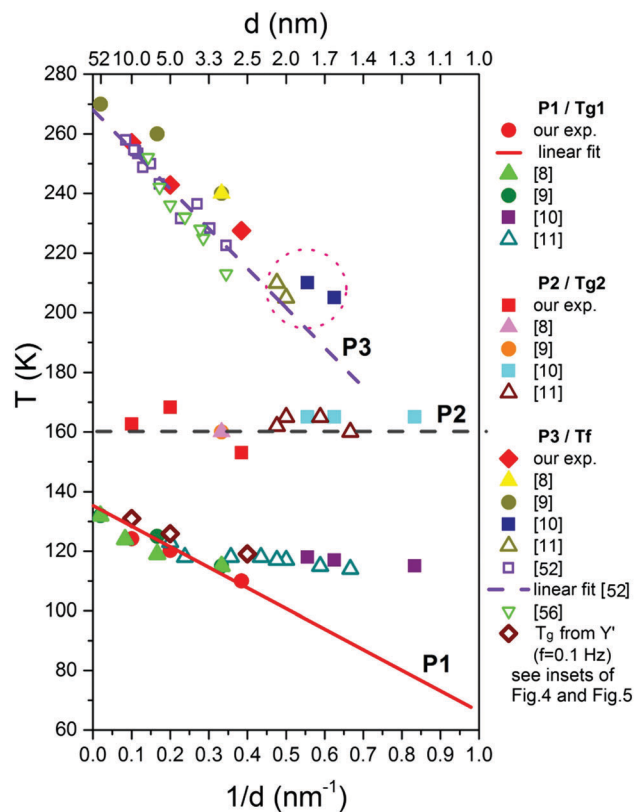 d (nm)
52 10.0 5.0 3.3 2.5 2.0 1.7 1.4 1.3 1.1 1.0
280
260
240
220
200
180
160
140
120
100
80
60
T (K)
P3
P2
P1
0.0 0.1 0.2 0.3 0.4 0.5 0.6 0.7 0.8 0.9 1.0
1/d (nm⁻¹)
P1 / Tg1
our exp.
linear fit
[8]
[9]
[10]
[11]
P2 / Tg2
our exp.
[8]
[9]
[10]
[11]
P3 / Tf
our exp.
[8]
[9]
[10]
[11]
[52]
linear fit [52]
[56]
Tg from Y'
(f=0.1 Hz)
see insets of
Fig.4 and Fig.5